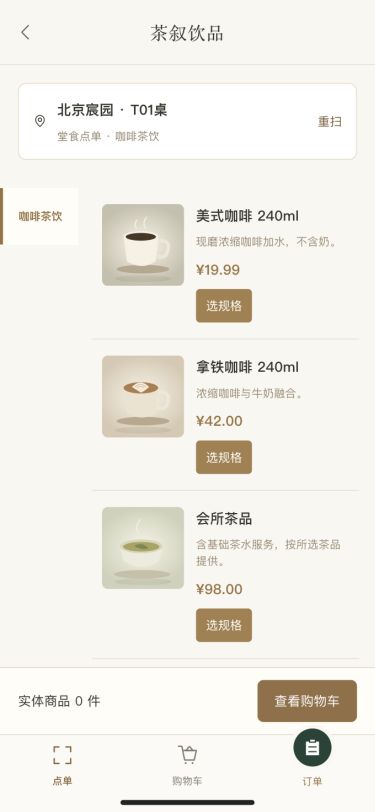 茶叙饮品
北京宸园 · T01桌
堂食点单 · 咖啡茶饮
重扫
咖啡茶饮
美式咖啡 240ml
现磨浓缩咖啡加水，不含奶。
¥19.99
选规格
拿铁咖啡 240ml
浓缩咖啡与牛奶融合。
¥42.00
选规格
会所茶品
含基础茶水服务，按所选茶品
提供。
¥98.00
选规格
实体商品 0 件
查看购物车
点单
购物车
订单